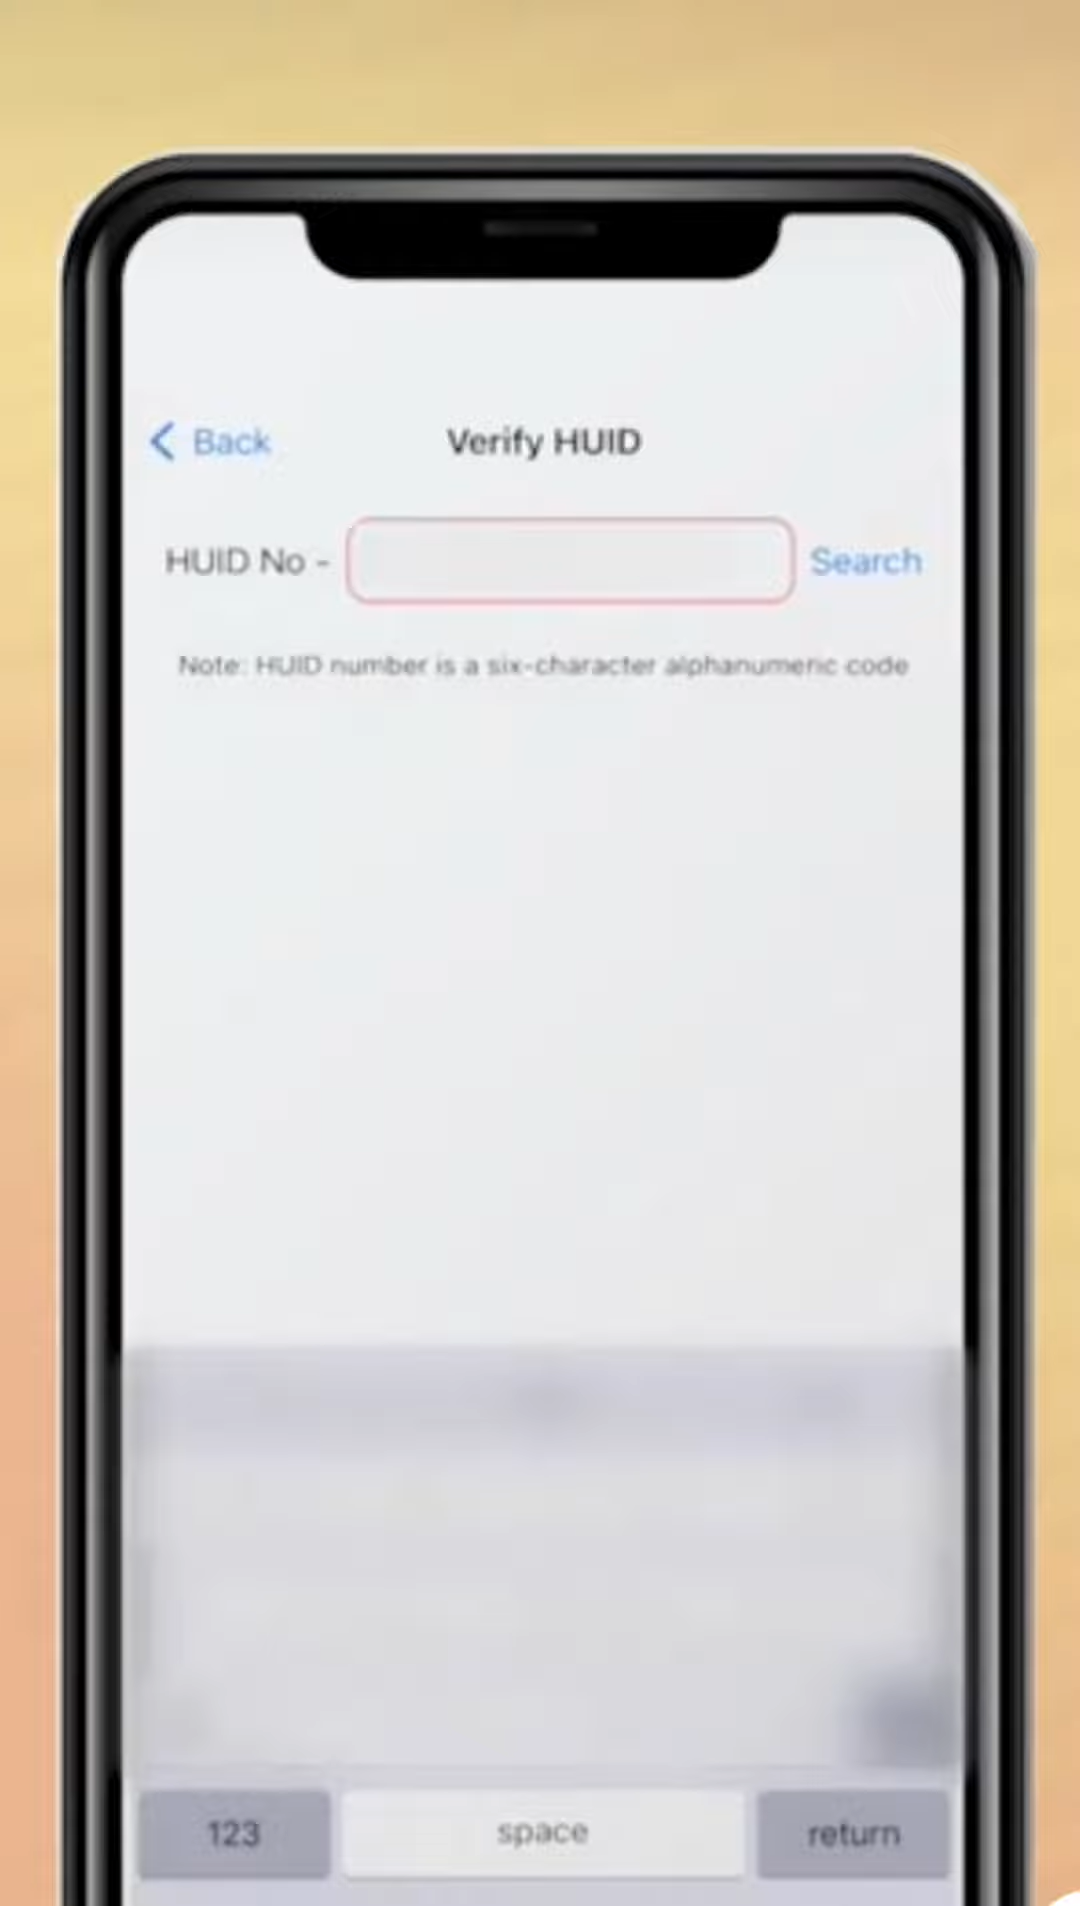 Back
Verify HUID
HUID No -
Search
Note: HUID number is a six-character alphanumeric code
123
space
return